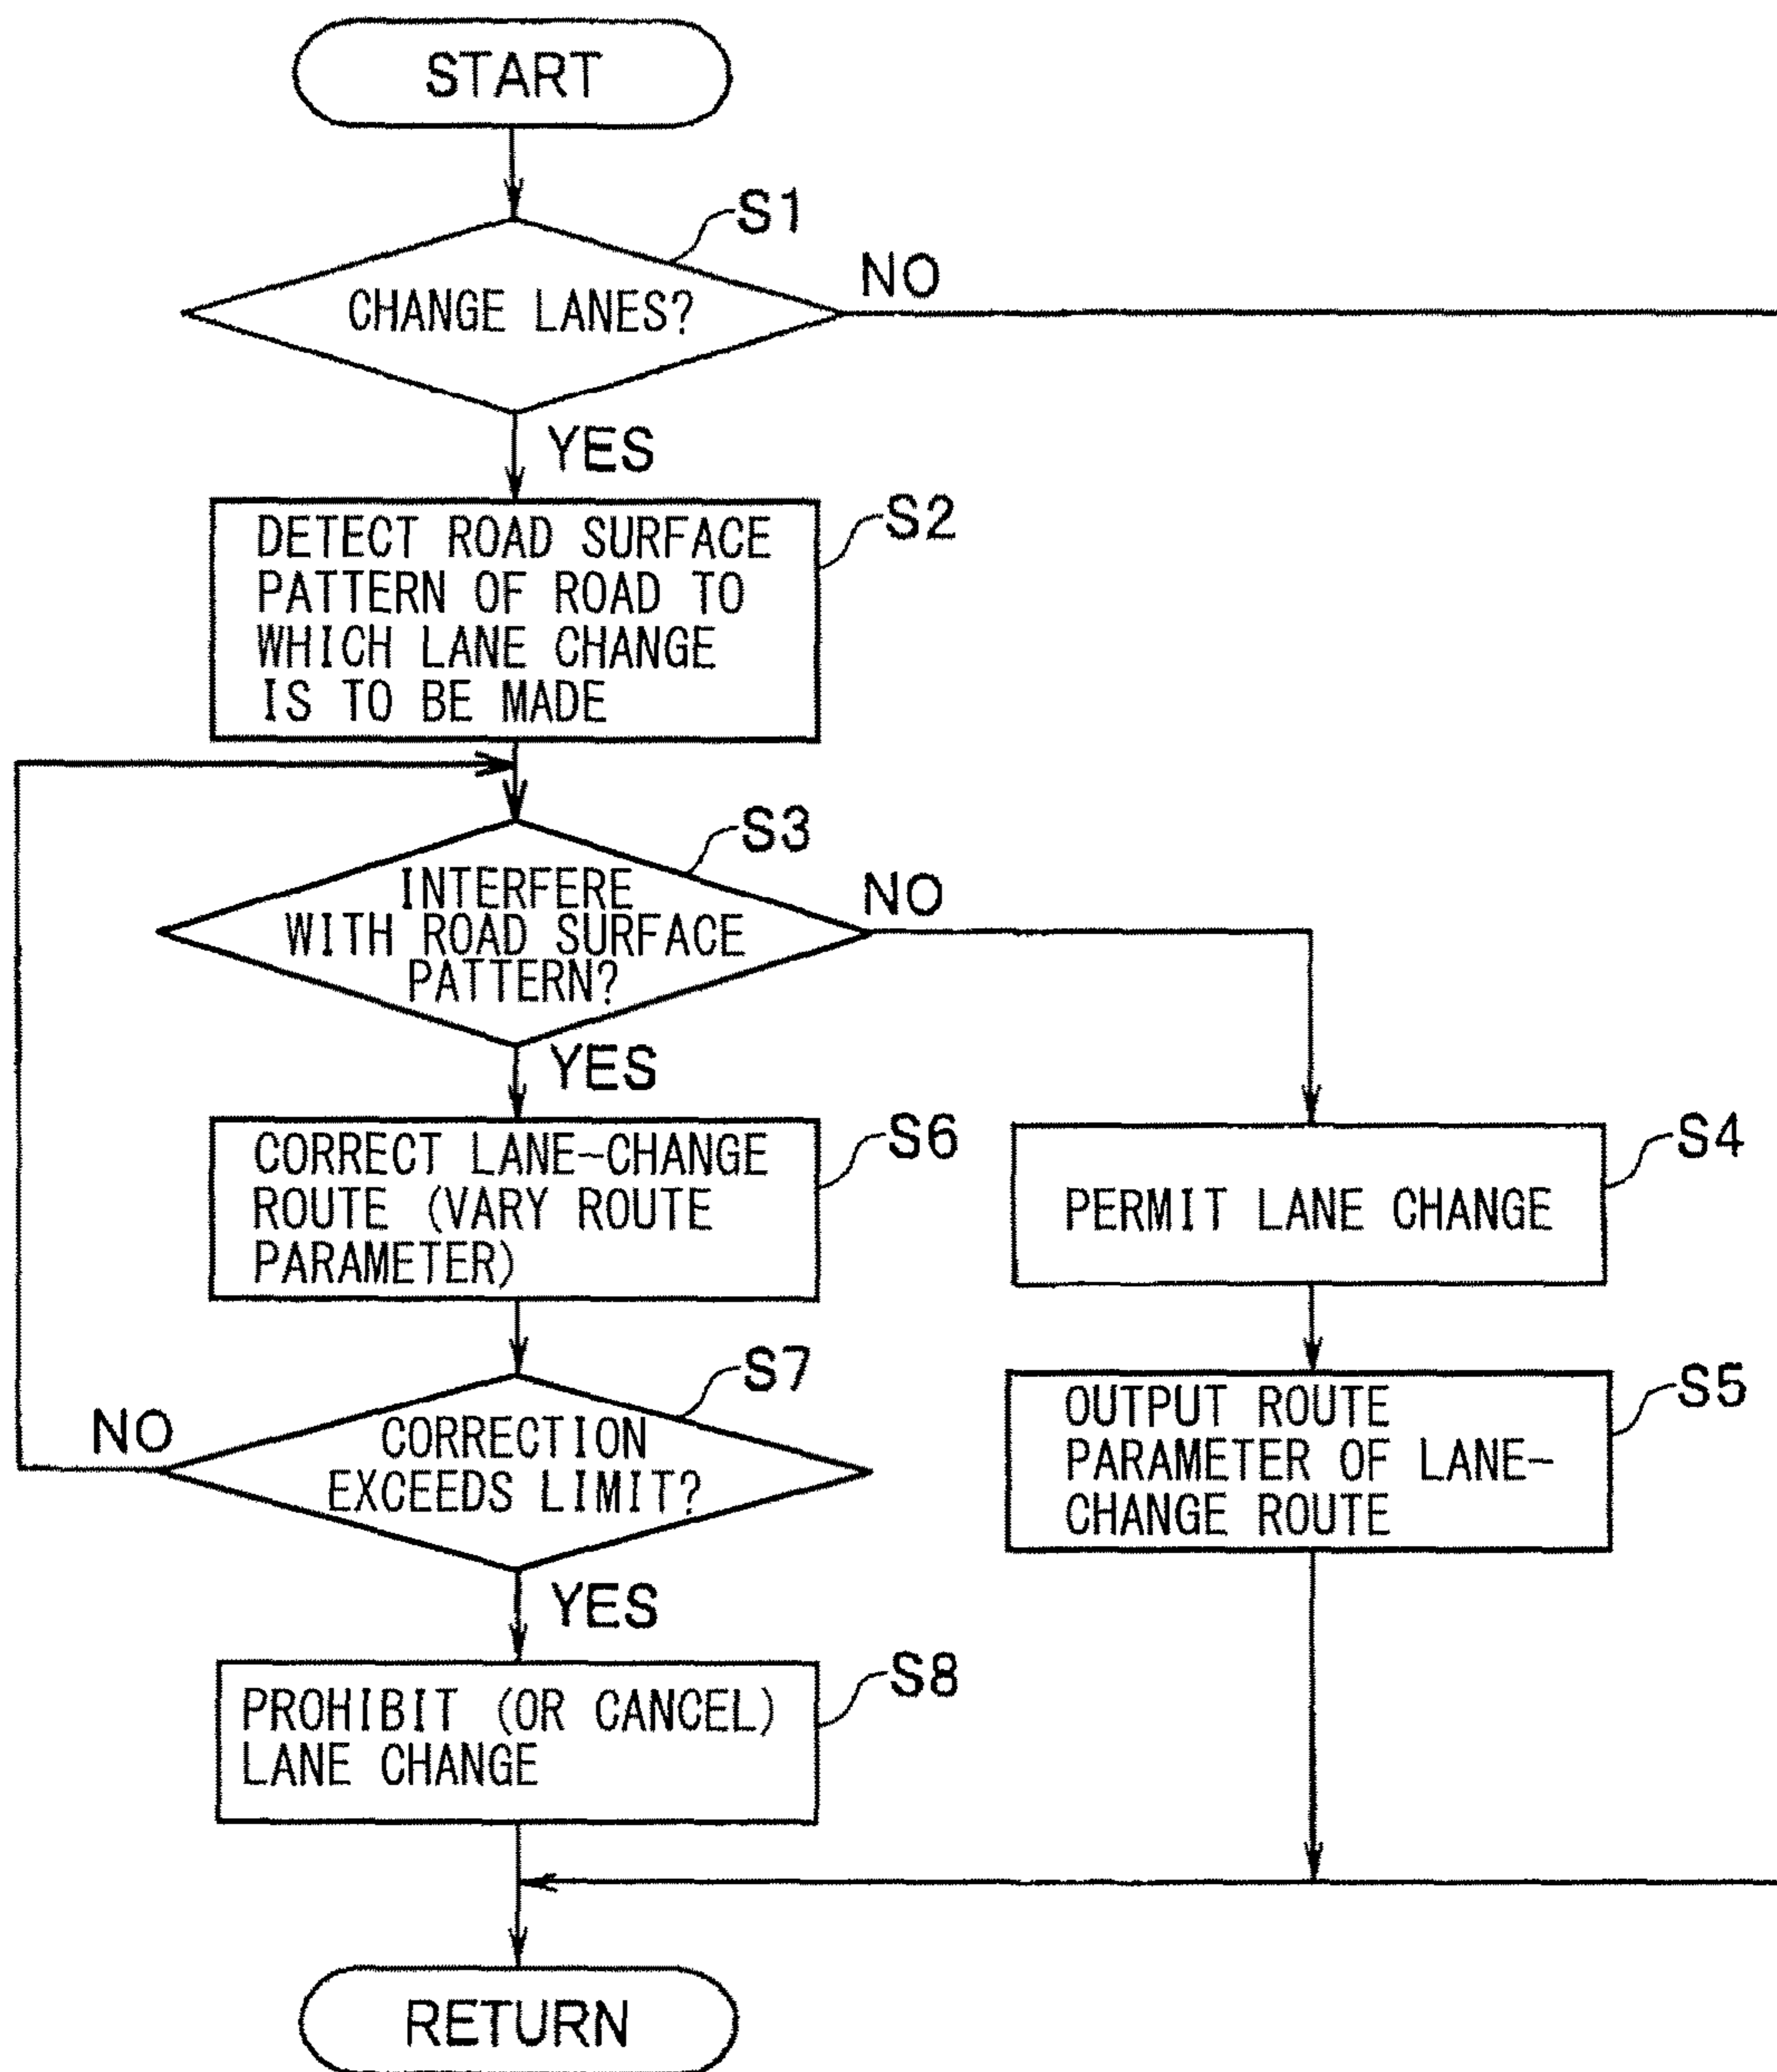 START
S1
CHANGE LANES?
NO
YES
S2
DETECT ROAD SURFACE
PATTERN OF ROAD TO
WHICH LANE CHANGE
IS TO BE MADE
S3
INTERFERE
WITH ROAD SURFACE
PATTERN?
NO
YES
S6
CORRECT LANE-CHANGE
ROUTE (VARY ROUTE
PARAMETER)
S4
PERMIT LANE CHANGE
S7
CORRECTION
EXCEEDS LIMIT?
NO
YES
S5
OUTPUT ROUTE
PARAMETER OF LANE-
CHANGE ROUTE
S8
PROHIBIT (OR CANCEL)
LANE CHANGE
RETURN